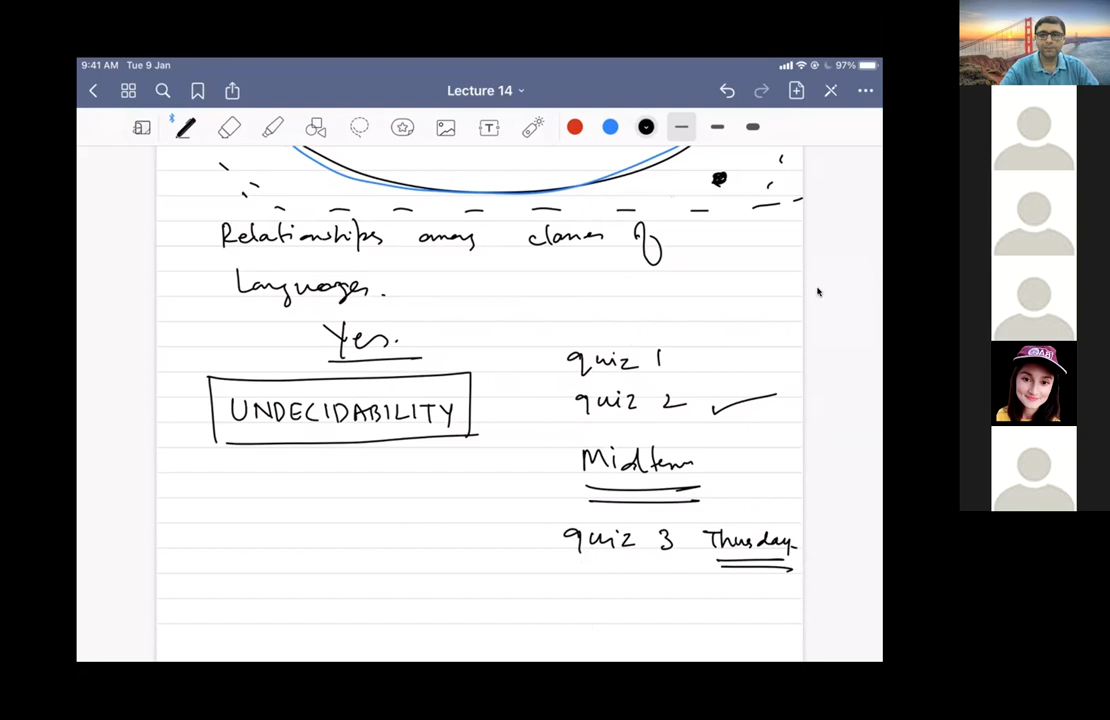 9:41 AM Tue 9 Jan
97%
Lecture 14
Relationships among classes of
Languages.
Yes.
UNDECIDABILITY
quiz 1
quiz 2
Midterm
quiz 3 Thursday